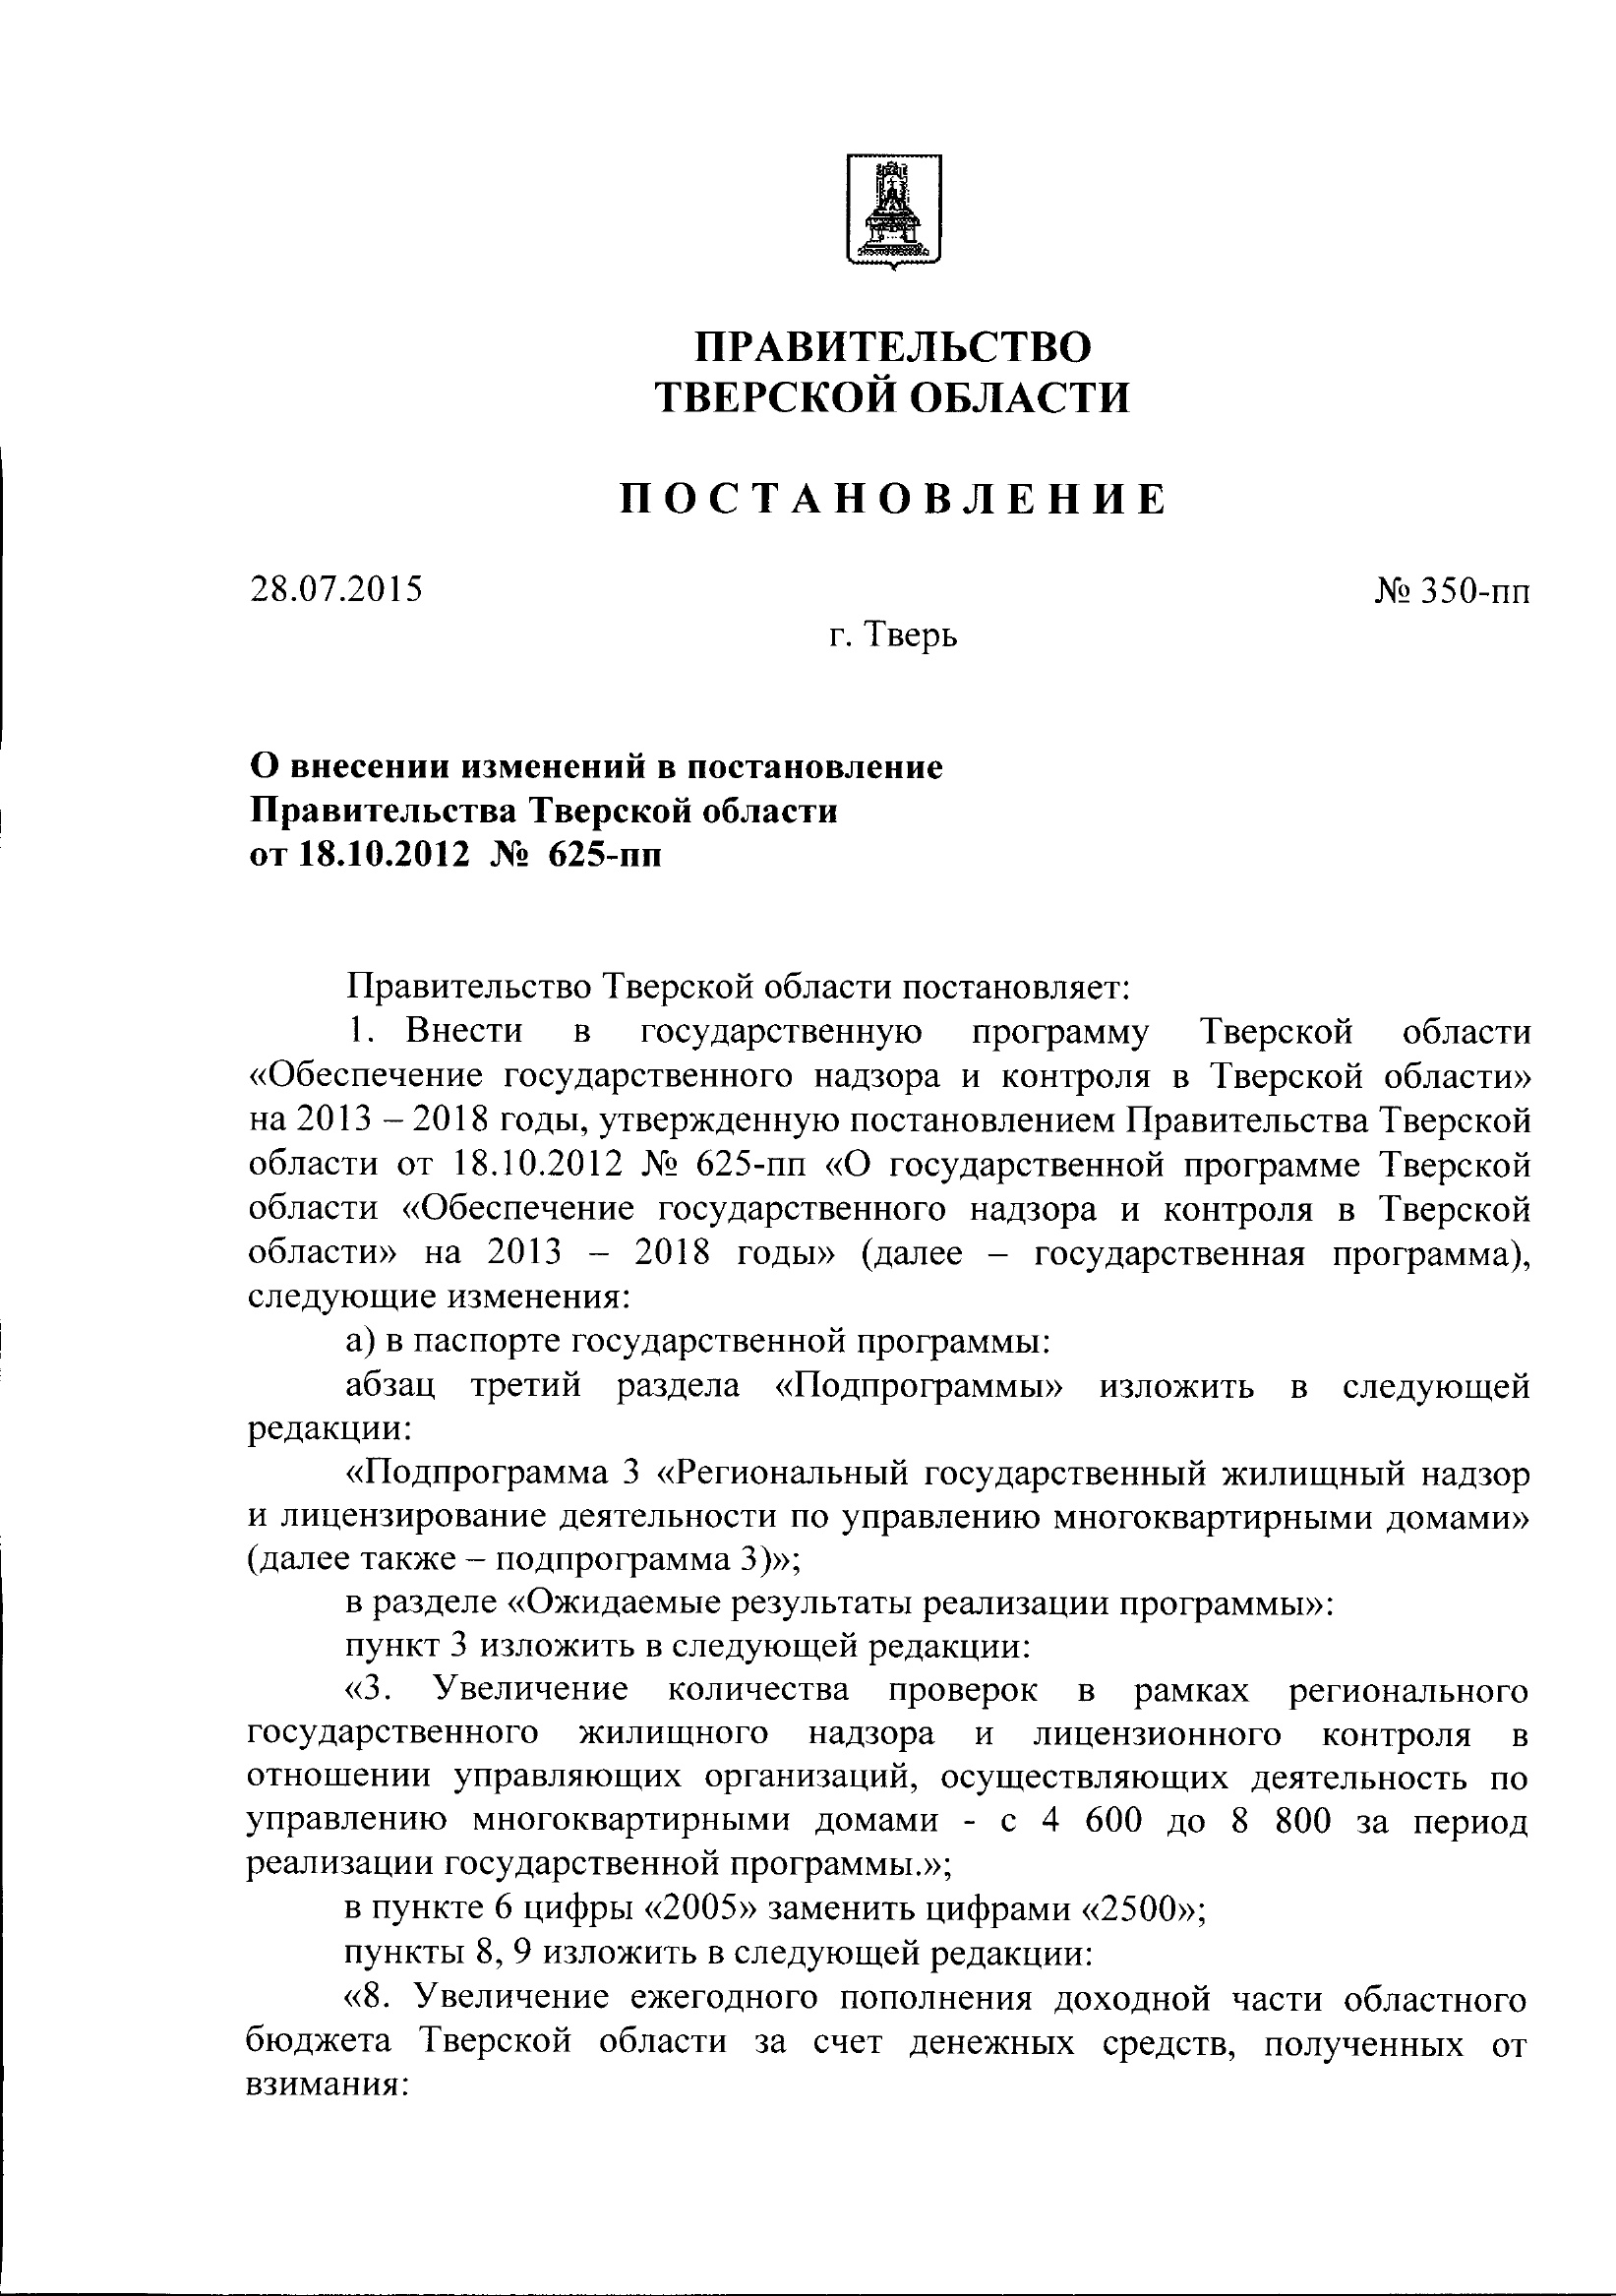 ПРАВИТЕЛЬСТВО
ТВЕРСКОЙ ОБЛАСТИ
ПОСТАНОВЛЕНИЕ
28.07.2015 № 350-пп
г. Тверь
О внесении изменений в постановление
Правительства Тверской области
от 18.10.2012 № 625-пп
Правительство Тверской области постановляет:
1. Внести в государственную программу Тверской области
«Обеспечение государственного надзора и контроля в Тверской области»
на 2013 – 2018 годы, утвержденную постановлением Правительства Тверской
области от 18.10.2012 № 625-пп «О государственной программе Тверской
области «Обеспечение государственного надзора и контроля в Тверской
области» на 2013 – 2018 годы» (далее – государственная программа),
следующие изменения:
а) в паспорте государственной программы:
абзац третий раздела «Подпрограммы» изложить в следующей
редакции:
«Подпрограмма 3 «Региональный государственный жилищный надзор
и лицензирование деятельности по управлению многоквартирными домами»
(далее также – подпрограмма 3)»;
в разделе «Ожидаемые результаты реализации программы»:
пункт 3 изложить в следующей редакции:
«3. Увеличение количества проверок в рамках регионального
государственного жилищного надзора и лицензионного контроля в
отношении управляющих организаций, осуществляющих деятельность по
управлению многоквартирными домами - с 4 600 до 8 800 за период
реализации государственной программы.»;
в пункте 6 цифры «2005» заменить цифрами «2500»;
пункты 8, 9 изложить в следующей редакции:
«8. Увеличение ежегодного пополнения доходной части областного
бюджета Тверской области за счет денежных средств, полученных от
взимания: